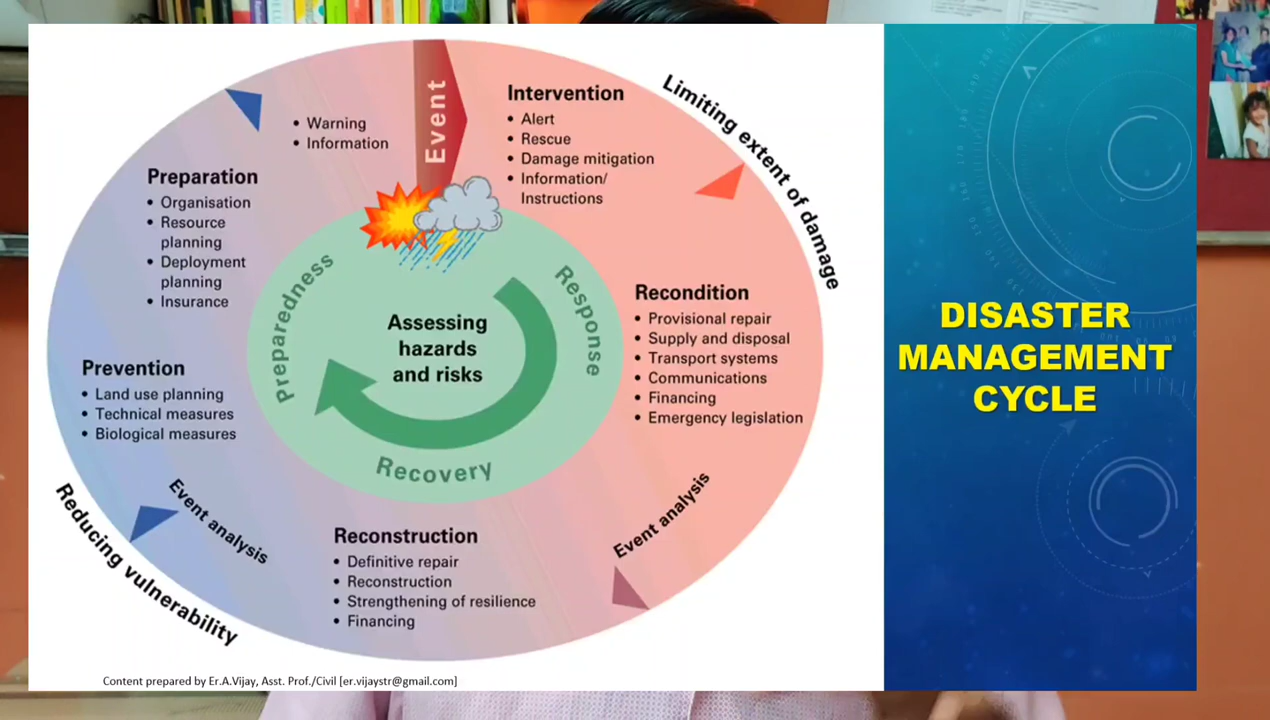 Event
• Warning
• Information
Intervention
• Alert
• Rescue
• Damage mitigation
• Information/
Instructions
Limiting extent of damage
Preparation
• Organisation
• Resource
planning
• Deployment
planning
• Insurance
Preparedness
Response
Assessing
hazards
and risks
Recovery
Recondition
• Provisional repair
• Supply and disposal
• Transport systems
• Communications
• Financing
• Emergency legislation
Prevention
• Land use planning
• Technical measures
• Biological measures
Event analysis
Event analysis
Reducing vulnerability
Reconstruction
• Definitive repair
• Reconstruction
• Strengthening of resilience
• Financing
Content prepared by Er.A.Vijay, Asst. Prof./Civil [er.vijaystr@gmail.com]
DISASTER
MANAGEMENT
CYCLE